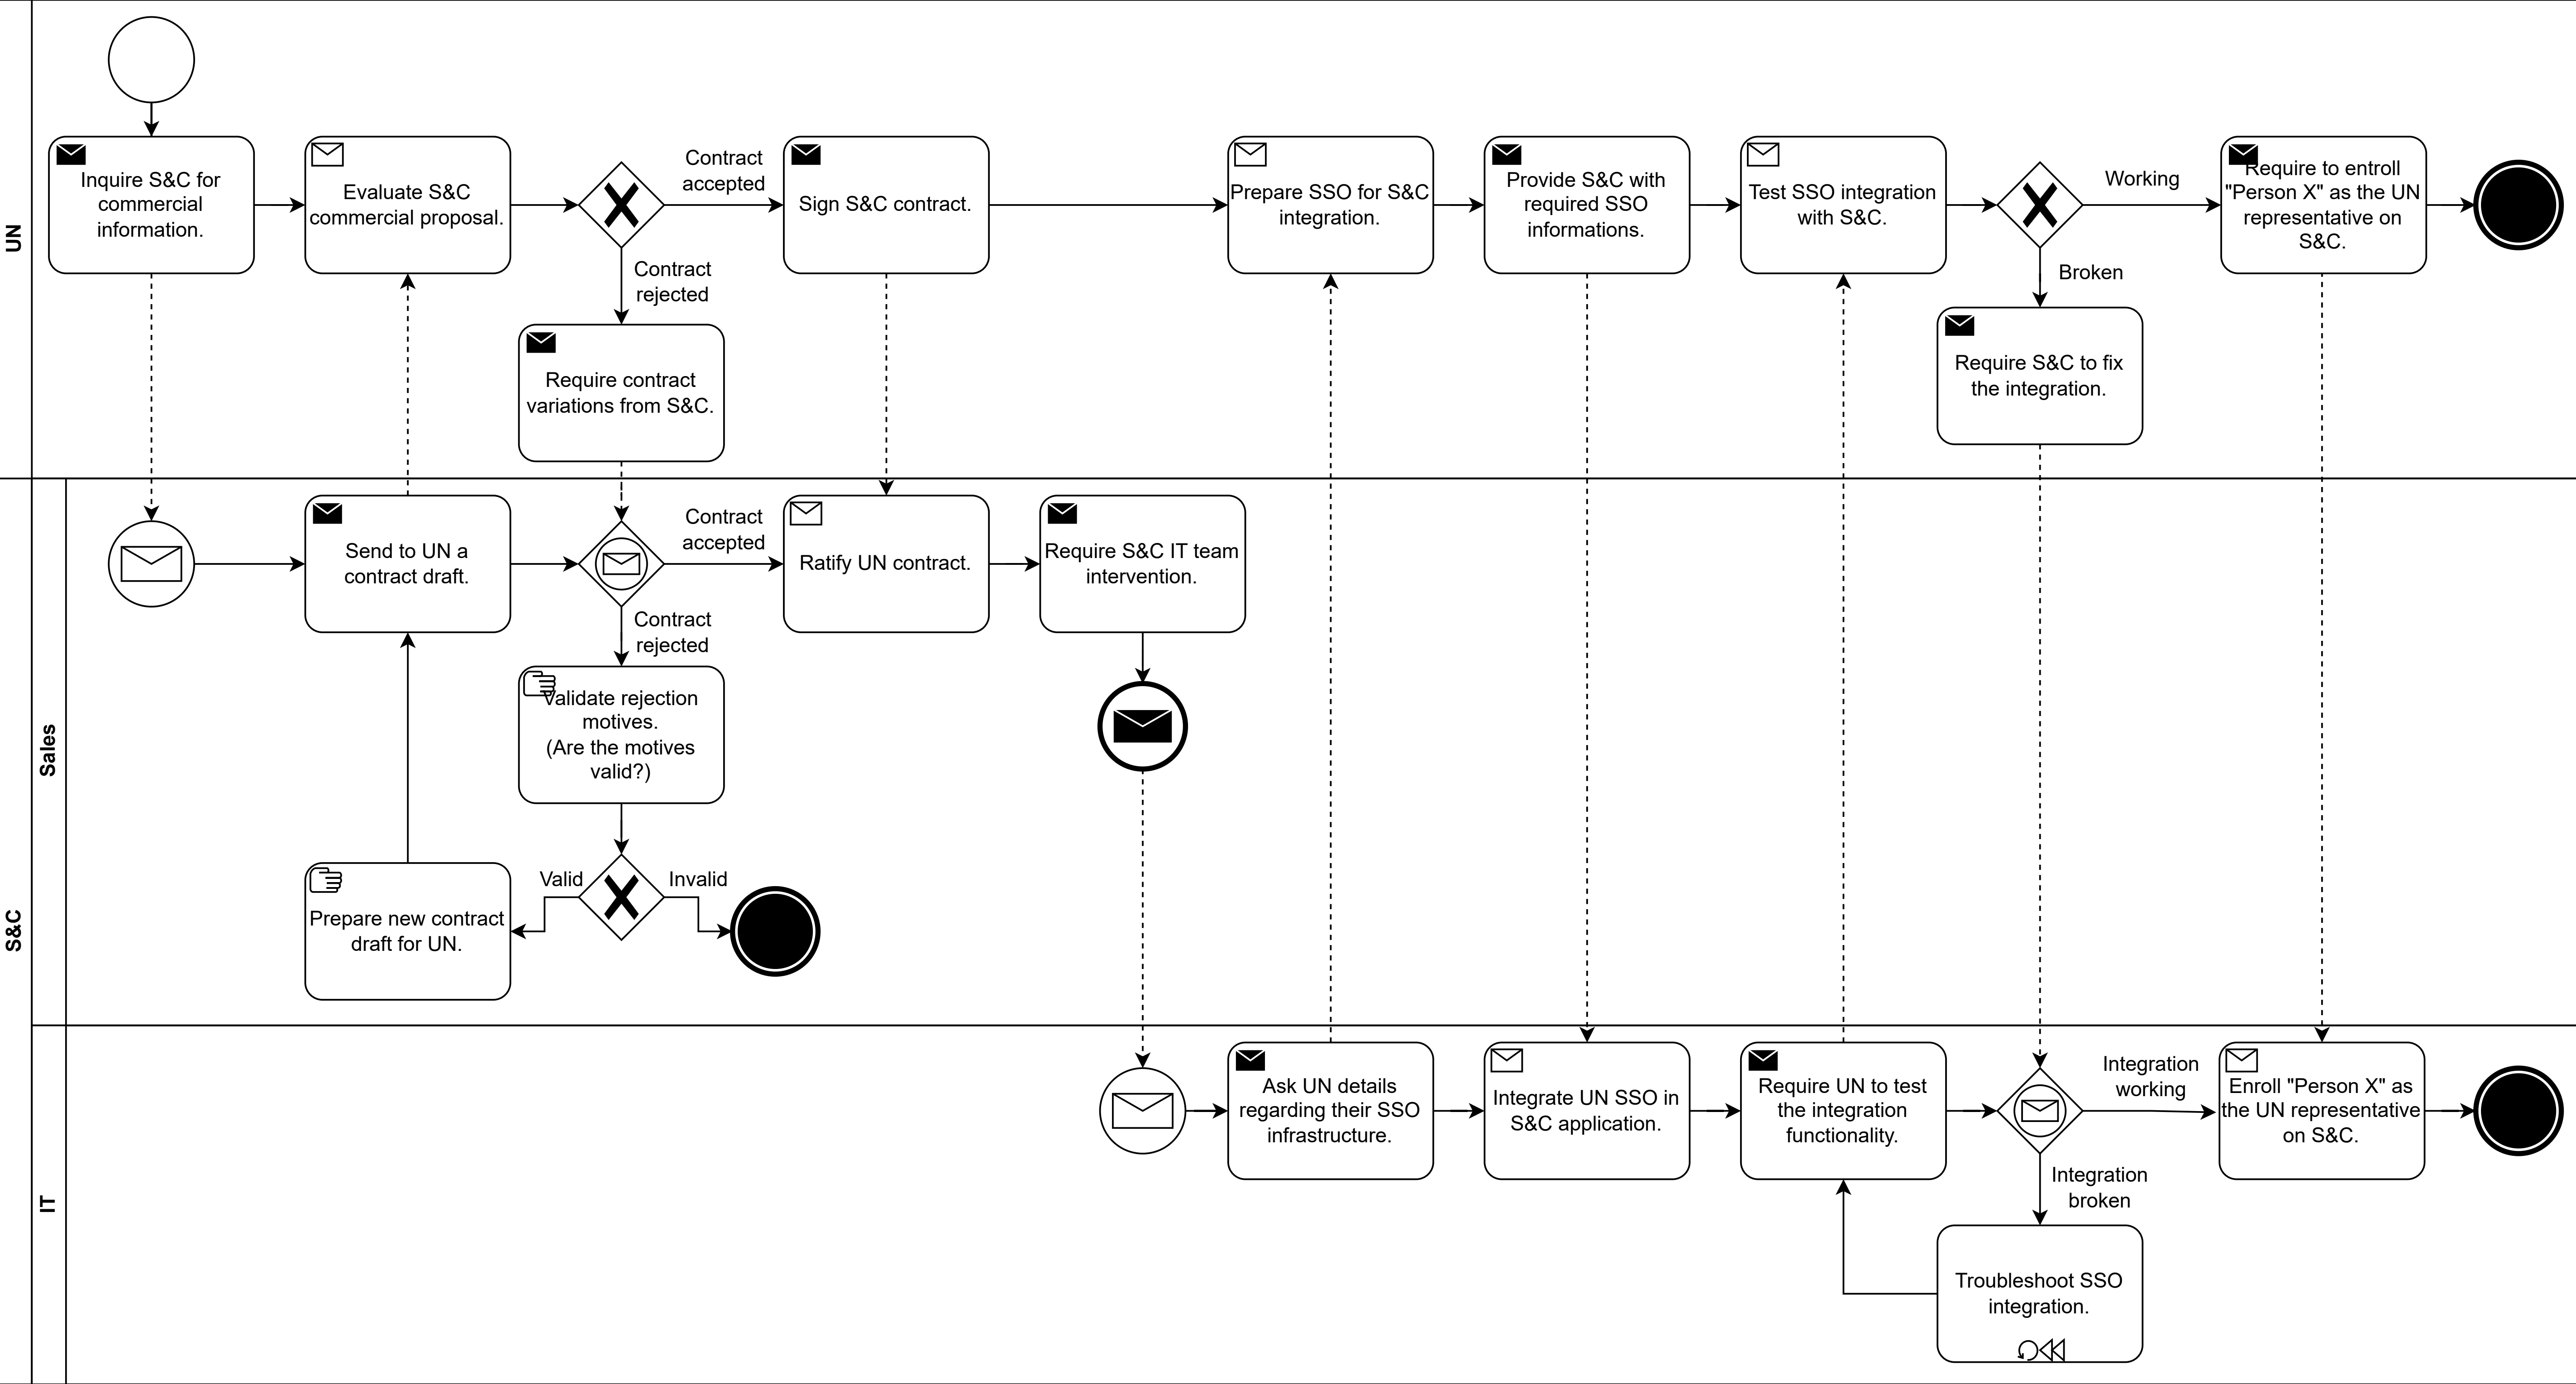 UN
Inquire S&C for
commercial
information.
Evaluate S&C
commercial proposal.
Contract
accepted
Contract
rejected
Sign S&C contract.
Require contract
variations from S&C.
Prepare SSO for S&C
integration.
Provide S&C with
required SSO
informations.
Test SSO integration
with S&C.
Working
Broken
Require to enroll
"Person X" as the UN
representative on
S&C.
Require S&C to fix
the integration.
S&C
Sales
Send to UN a
contract draft.
Contract
accepted
Contract
rejected
Ratify UN contract.
Require S&C IT team
intervention.
Validate rejection
motives.
(Are the motives
valid?)
Valid
Invalid
Prepare new contract
draft for UN.
IT
Ask UN details
regarding their SSO
infrastructure.
Integrate UN SSO in
S&C application.
Require UN to test
the integration
functionality.
Integration
working
Integration
broken
Enroll "Person X" as
the UN representative
on S&C.
Troubleshoot SSO
integration.